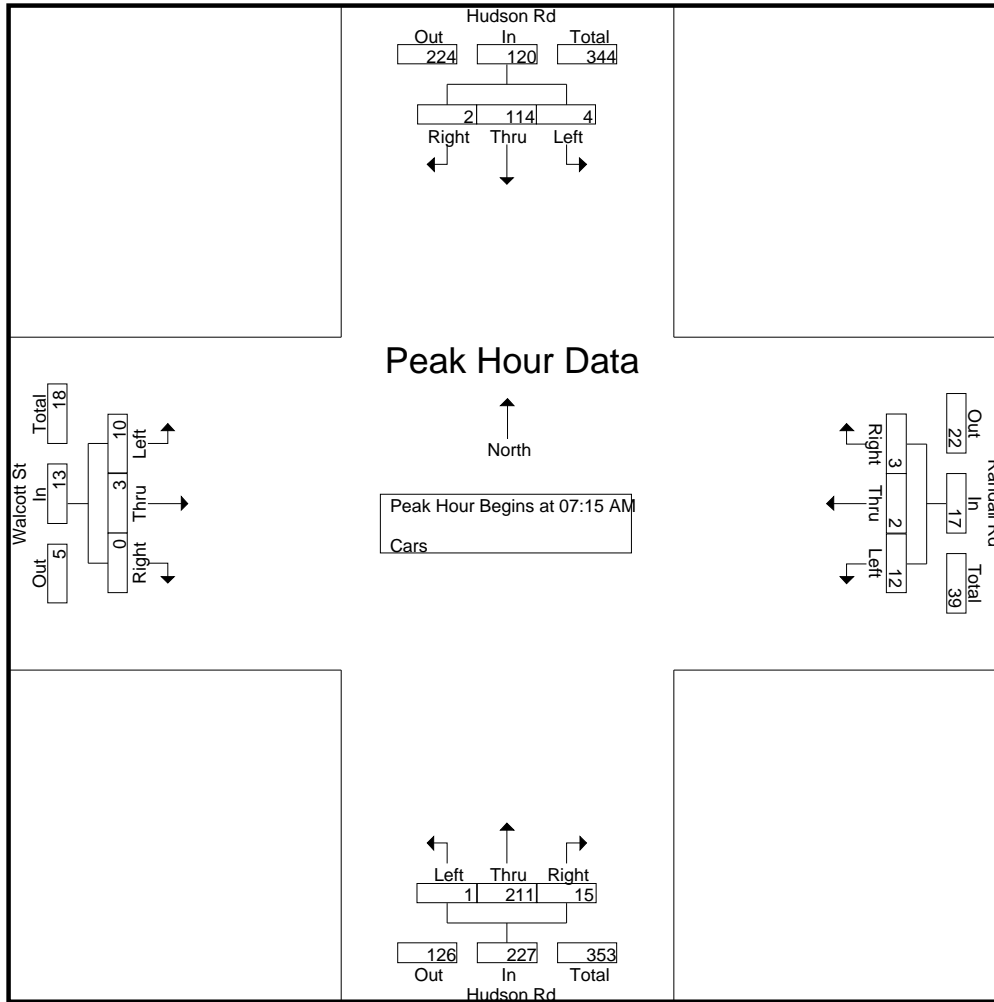 Hudson Rd
Out In Total
224 120 344
2 114 4
Right Thru Left
Peak Hour Data
North
Peak Hour Begins at 07:15 AM
Cars
Walcott St
Total In Out
18 13 5
10 3 0
Left Thru Right
Right Thru Left
3 2 12
22 17 39
Out In Total
Randall Rd
Left Thru Right
1 211 15
126 227 353
Out In Total
Hudson Rd